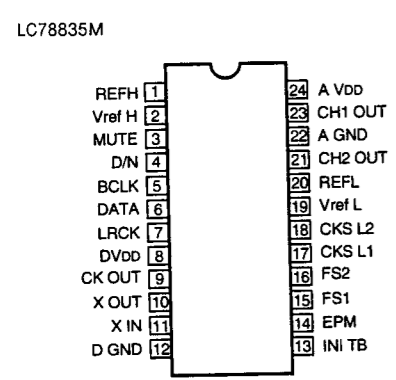 LC78835M
REFH 1 24 A VDD
Vref H 2 23 CH1 OUT
MUTE 3 22 A GND
D/N 4 21 CH2 OUT
BCLK 5 20 REFL
DATA 6 19 Vref L
LRCK 7 18 CKS L2
DVDD 8 17 CKS L1
CK OUT 9 16 FS2
X OUT 10 15 FS1
X IN 11 14 EPM
D GND 12 13 INi TB